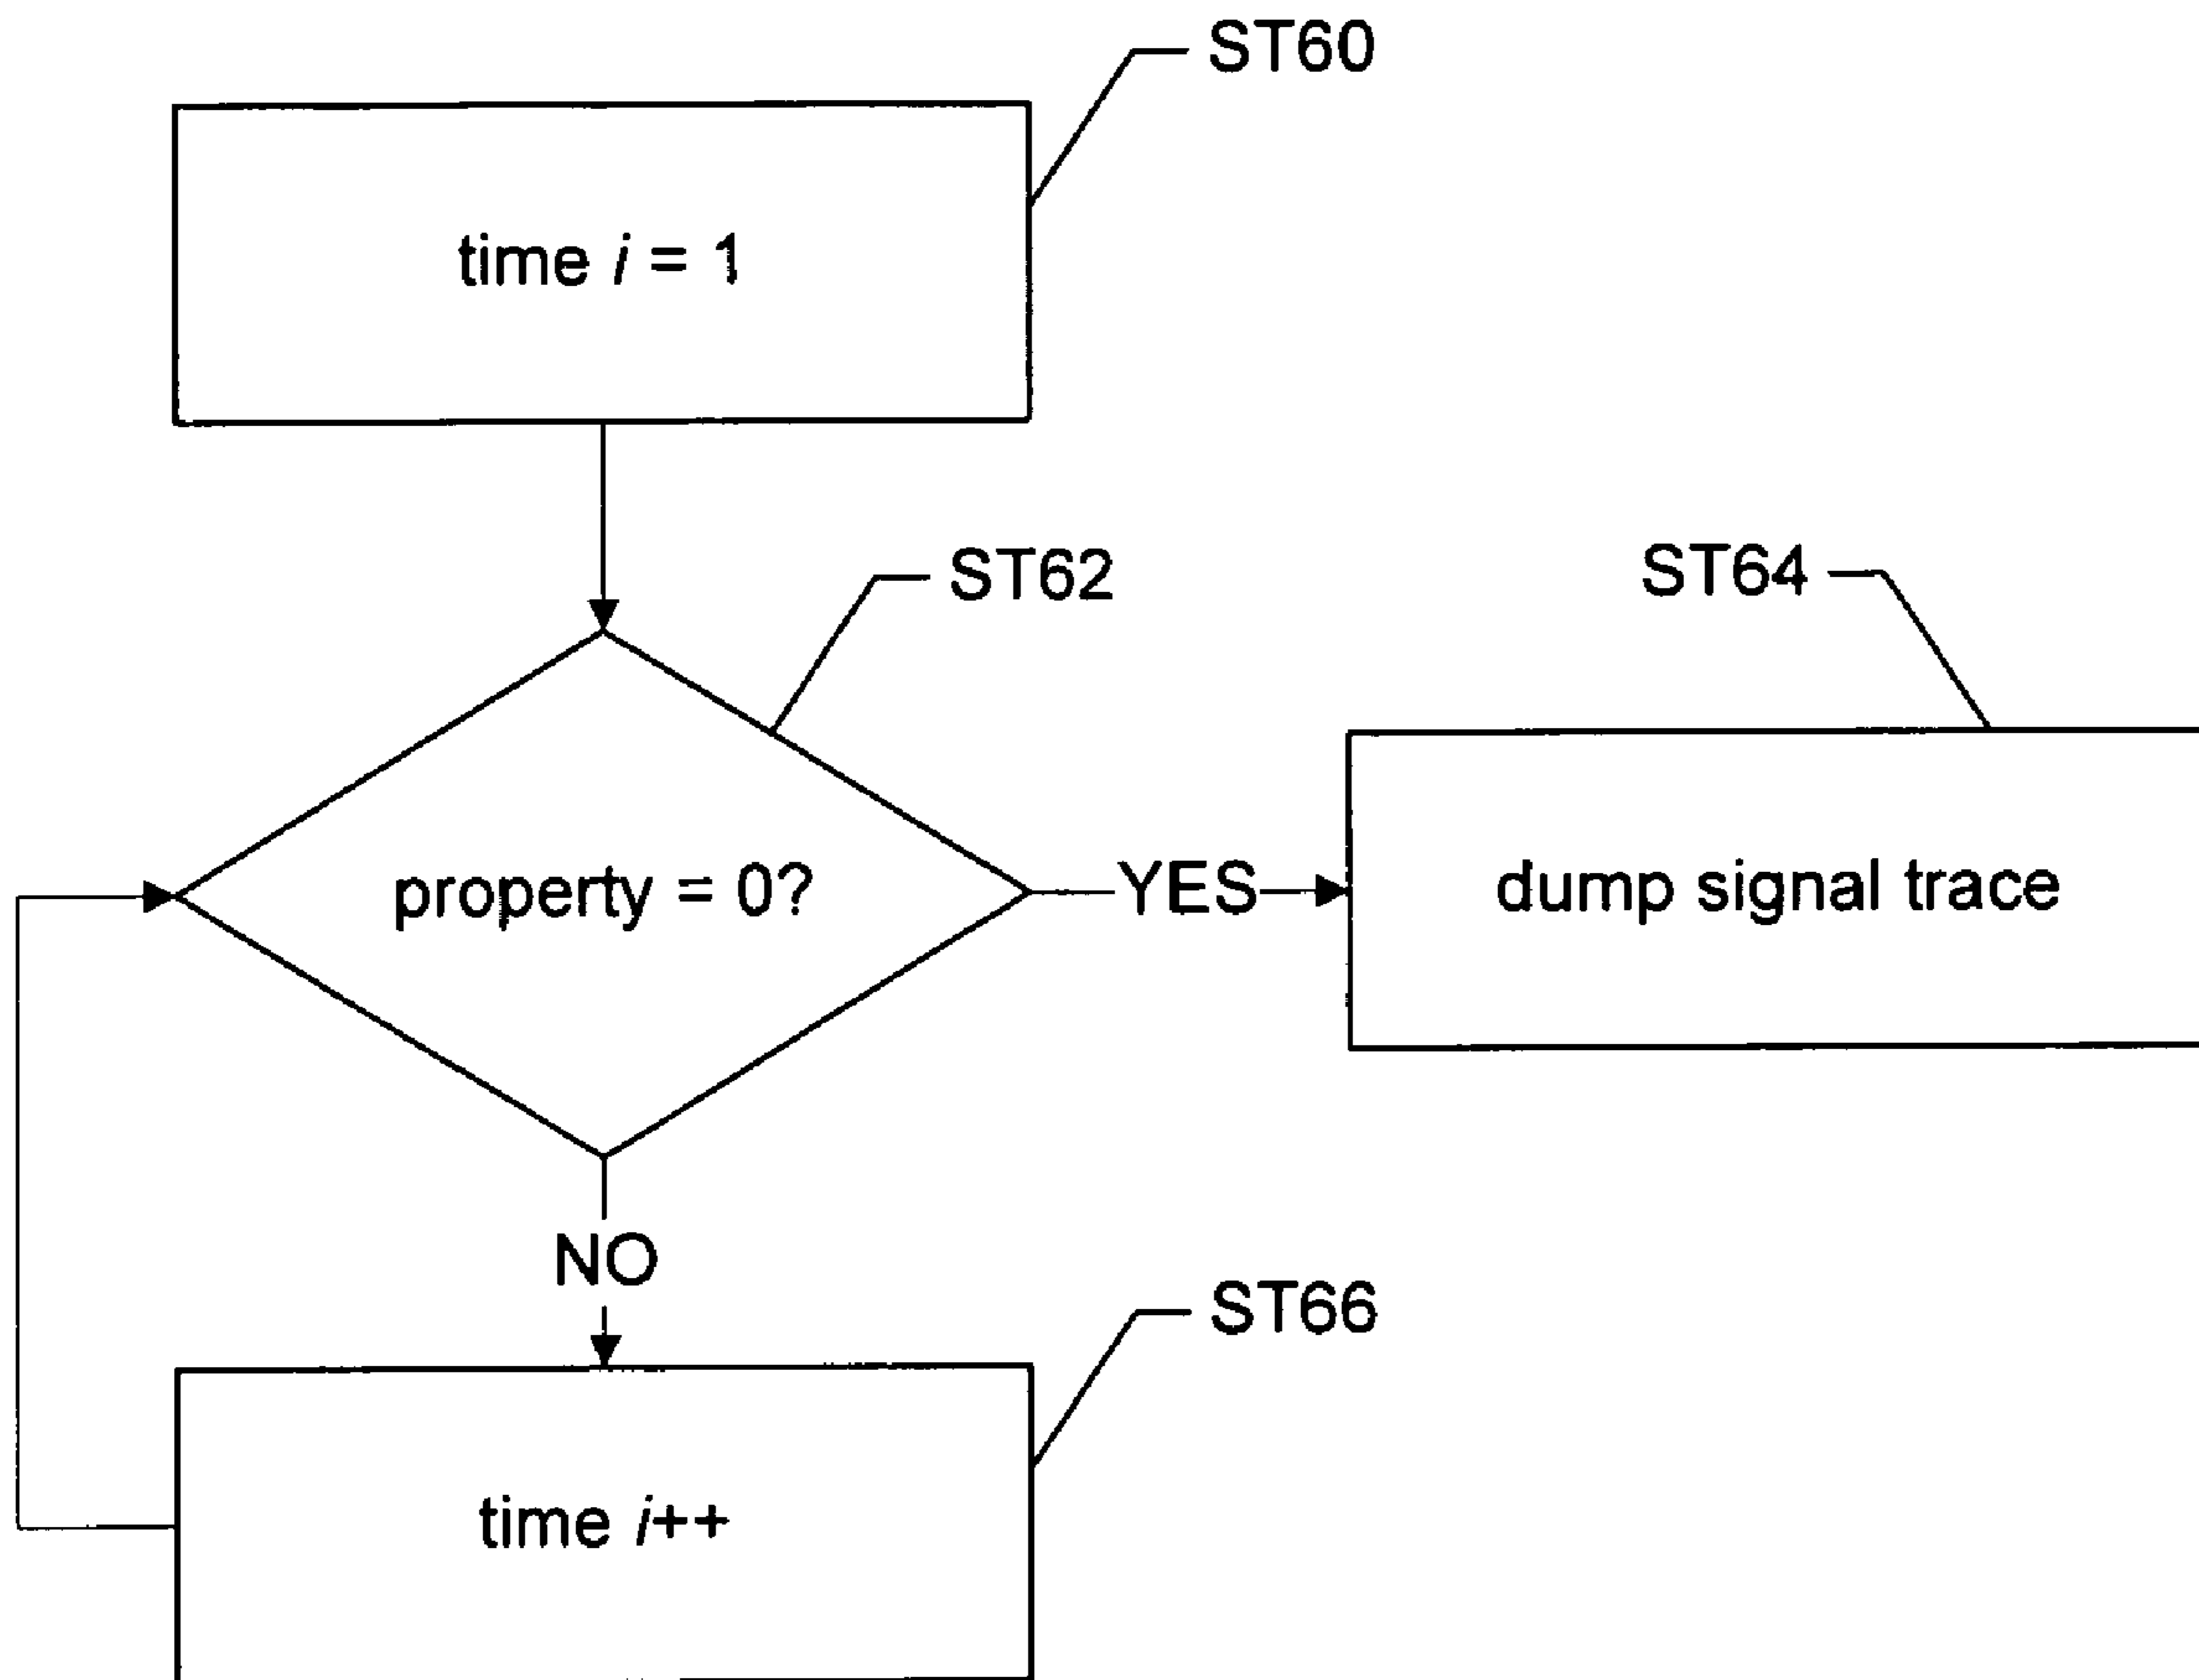 ST60
time i = 1
ST62
ST64
property = 0?
YES
dump signal trace
NO
ST66
time i++